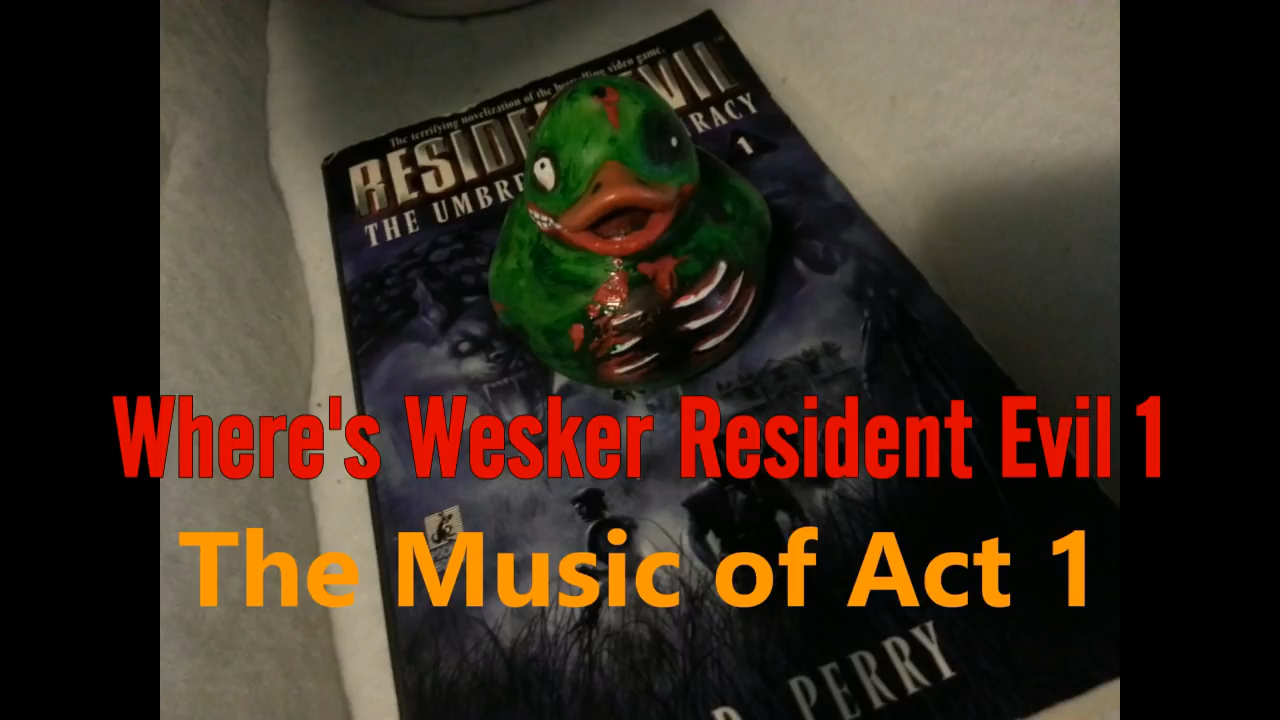 The terrifying novelization of the bestselling video game.
RESIDE EVIL
THE UMBRE RACY
1
Where's Wesker Resident Evil 1
The Music of Act 1
PERRY